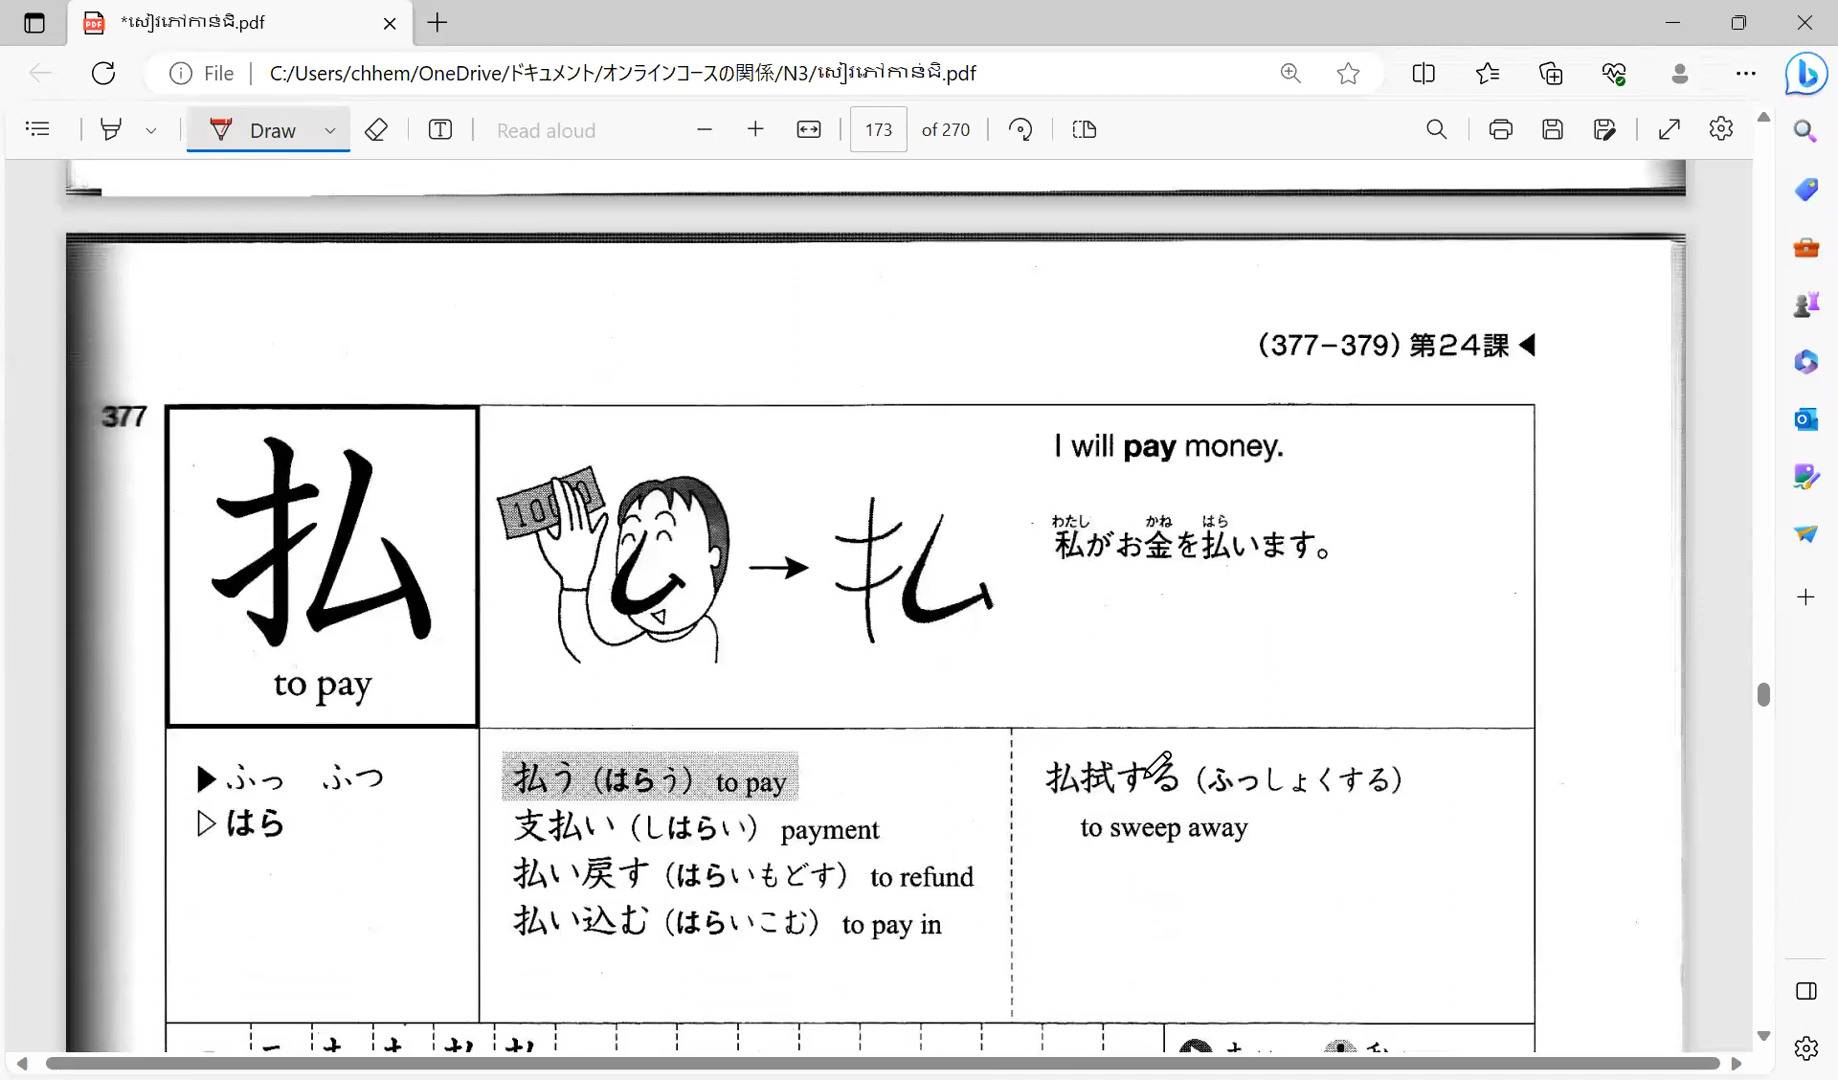 *សៀវភៅកាន់ជិ.pdf
File
C:/Users/chhem/OneDrive/ドキュメント/オンラインコースの関係/N3/សៀវភៅកាន់ជិ.pdf
Draw
Read aloud
173 of 270
(377–379) 第24課◀
377
払
to pay
1000
払
I will pay money.
わたし かね はら
私がお金を払います。
▶ふっ ふつ
▷はら
払う（はらう） to pay
支払い（しはらい） payment
払い戻す（はらいもどす） to refund
払い込む（はらいこむ） to pay in
払拭する（ふっしょくする）
to sweep away